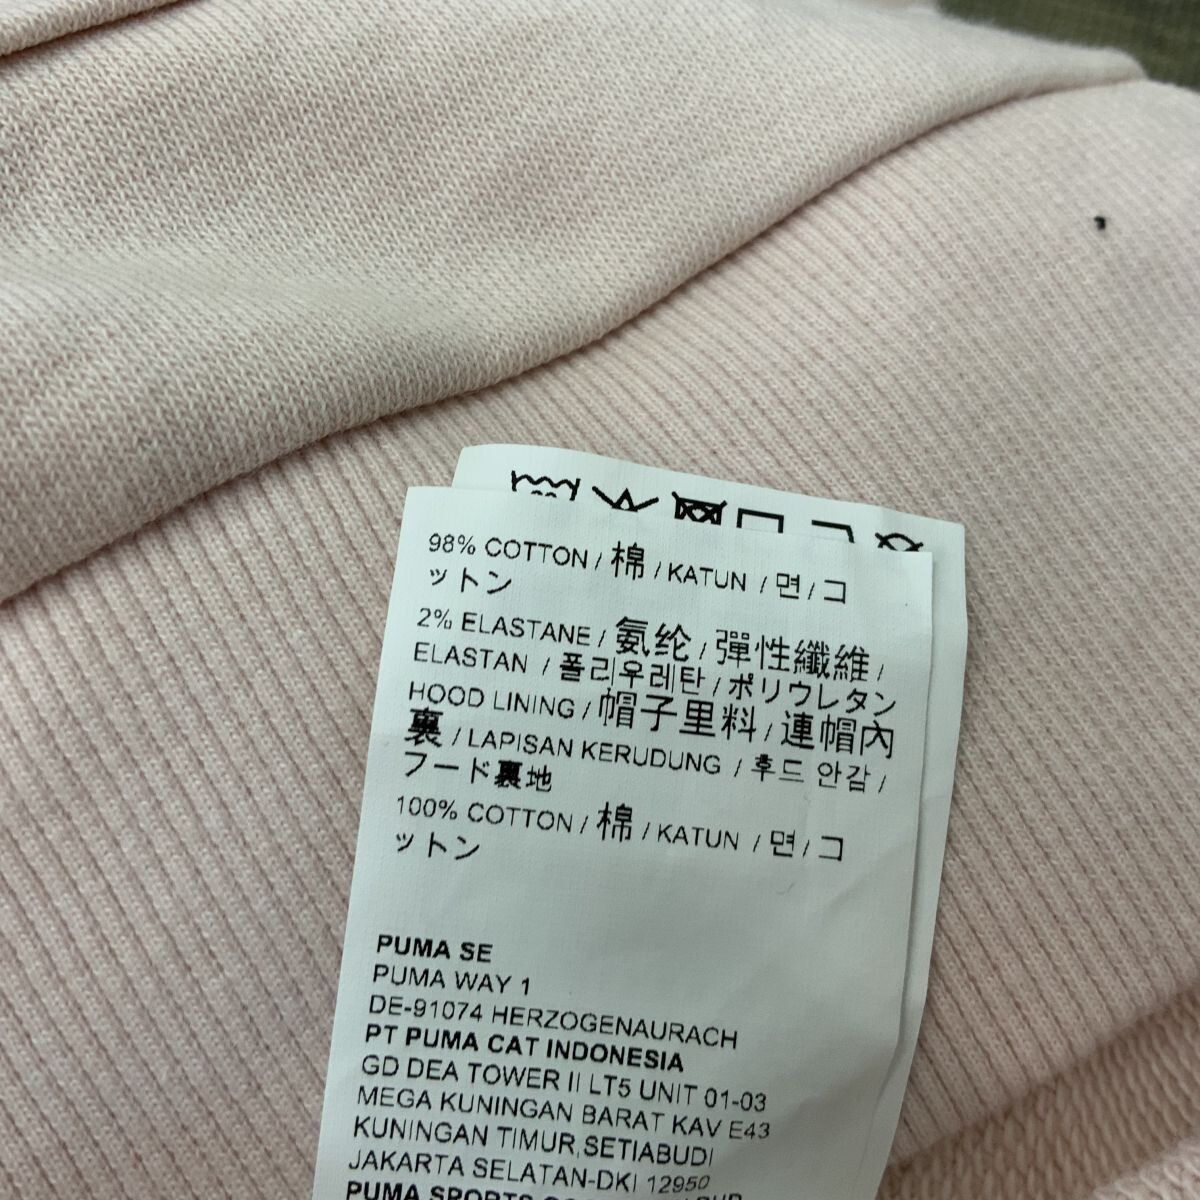 98% COTTON / 棉 / KATUN / 면 / コ
ットン
2% ELASTANE / 氨纶 / 彈性纖維 /
ELASTAN / 폴리우레탄 / ポリウレタン
HOOD LINING / 帽子里料 / 連帽內
裏 / LAPISAN KERUDUNG / 후드 안감 /
フード裏地
100% COTTON / 棉 / KATUN / 면 / コ
ットン
PUMA SE
PUMA WAY 1
DE-91074 HERZOGENAURACH
PT PUMA CAT INDONESIA
GD DEA TOWER II LT5 UNIT 01-03
MEGA KUNINGAN BARAT KAV E43
KUNINGAN TIMUR,SETIABUDI
JAKARTA SELATAN-DKI 12950
PUMA SPORTS